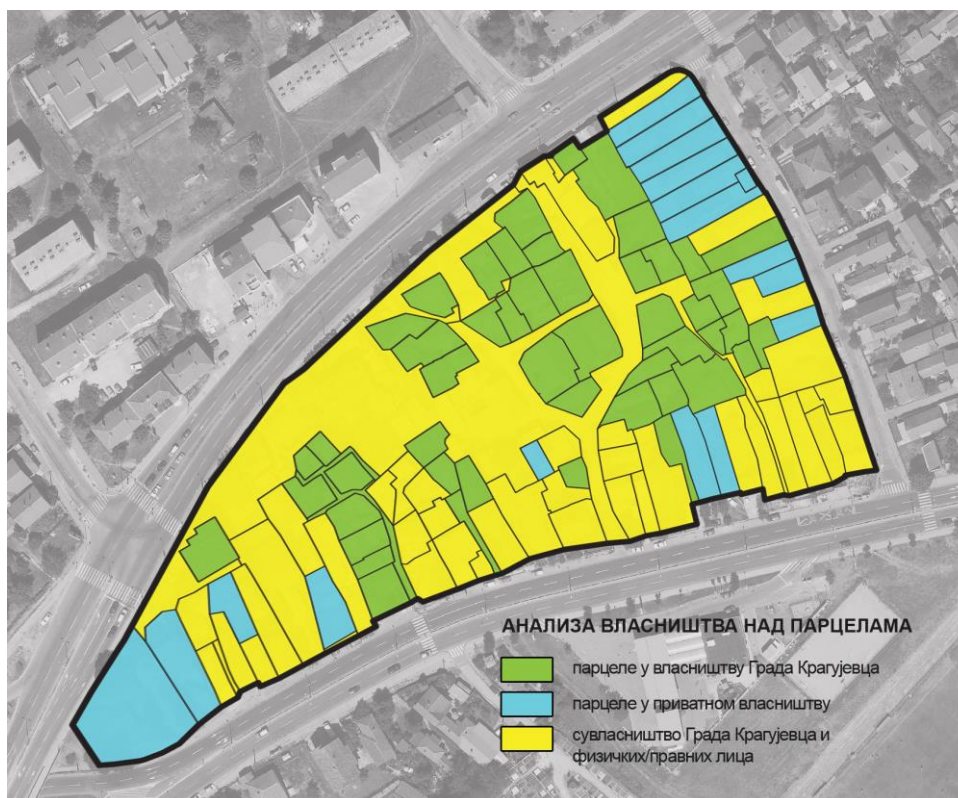 АНАЛИЗА ВЛАСНИШТВА НАД ПАРЦЕЛАМА
парцеле у власништву Града Крагујевца
парцеле у приватном власништву
сувласништво Града Крагујевца и
физичких/правних лица